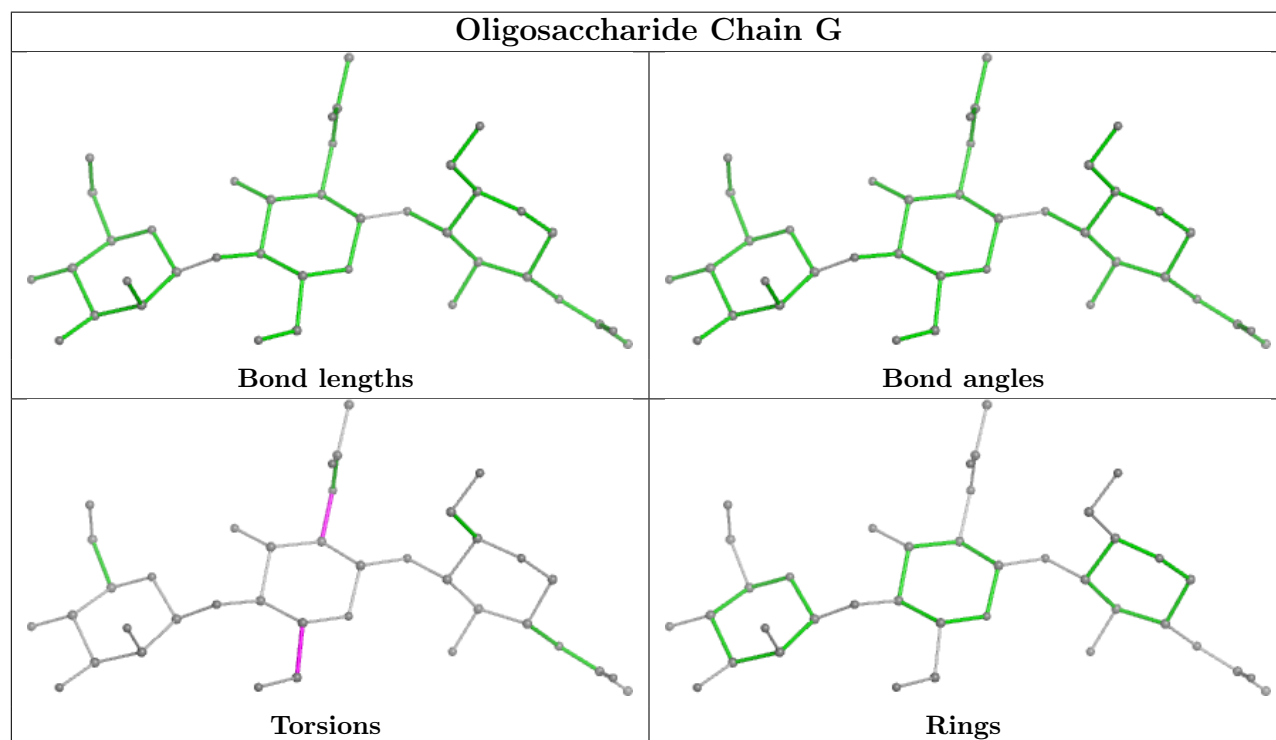 Oligosaccharide Chain G
Bond lengths
Bond angles
Torsions
Rings